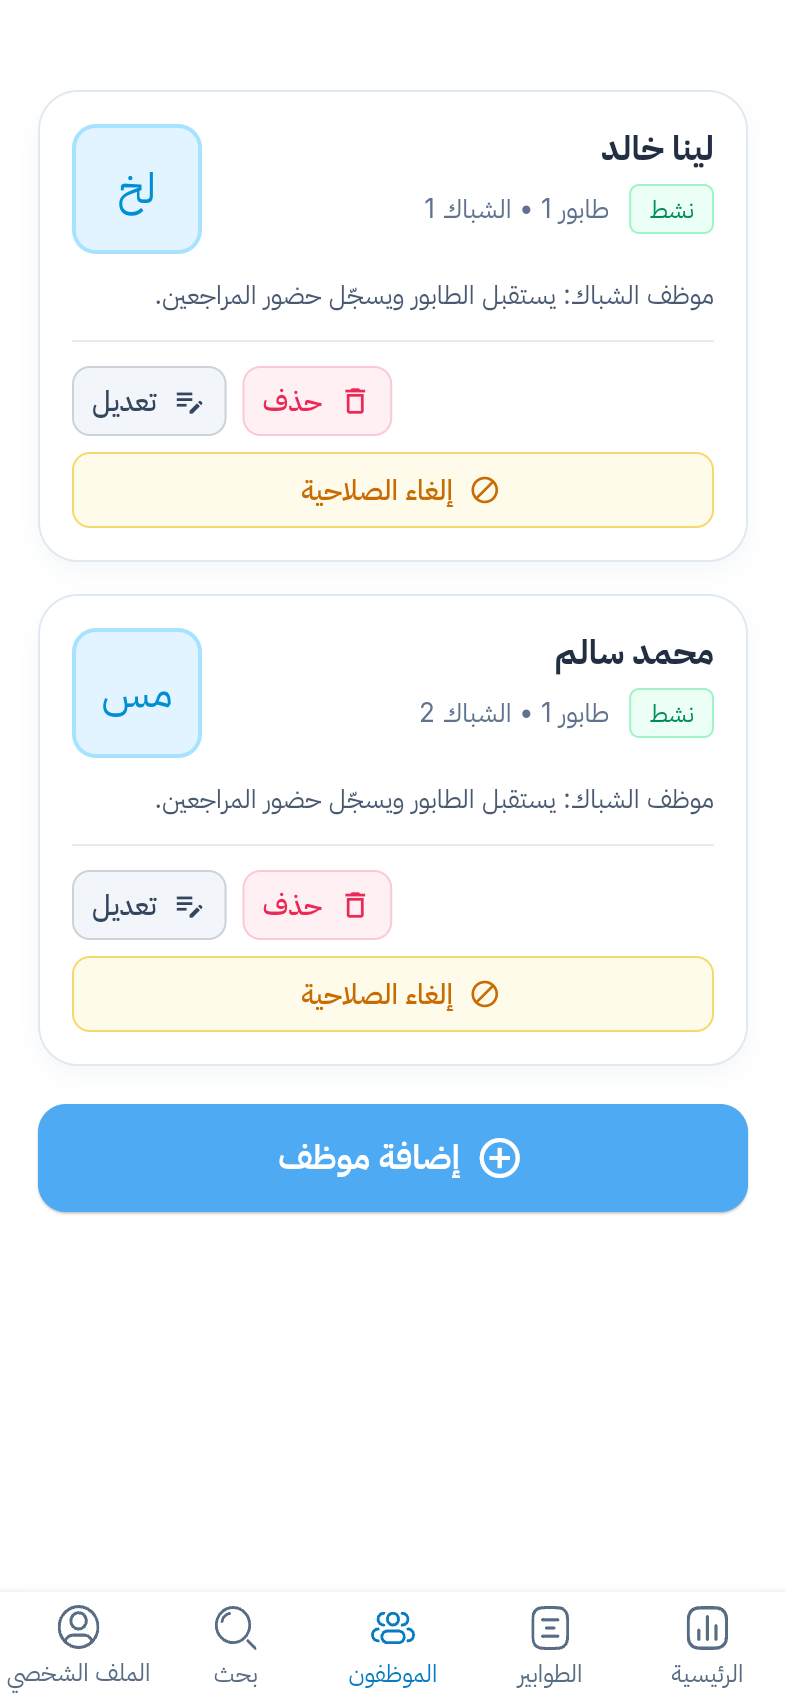 لينا خالد
لخ
نشط
طابور 1 • الشباك 1
موظف الشباك: يستقبل الطابور ويسجّل حضور المراجعين.
حذف
تعديل
إلغاء الصلاحية
محمد سالم
مس
نشط
طابور 1 • الشباك 2
موظف الشباك: يستقبل الطابور ويسجّل حضور المراجعين.
حذف
تعديل
إلغاء الصلاحية
إضافة موظف
الرئيسية
الطوابير
الموظفون
بحث
الملف الشخصي